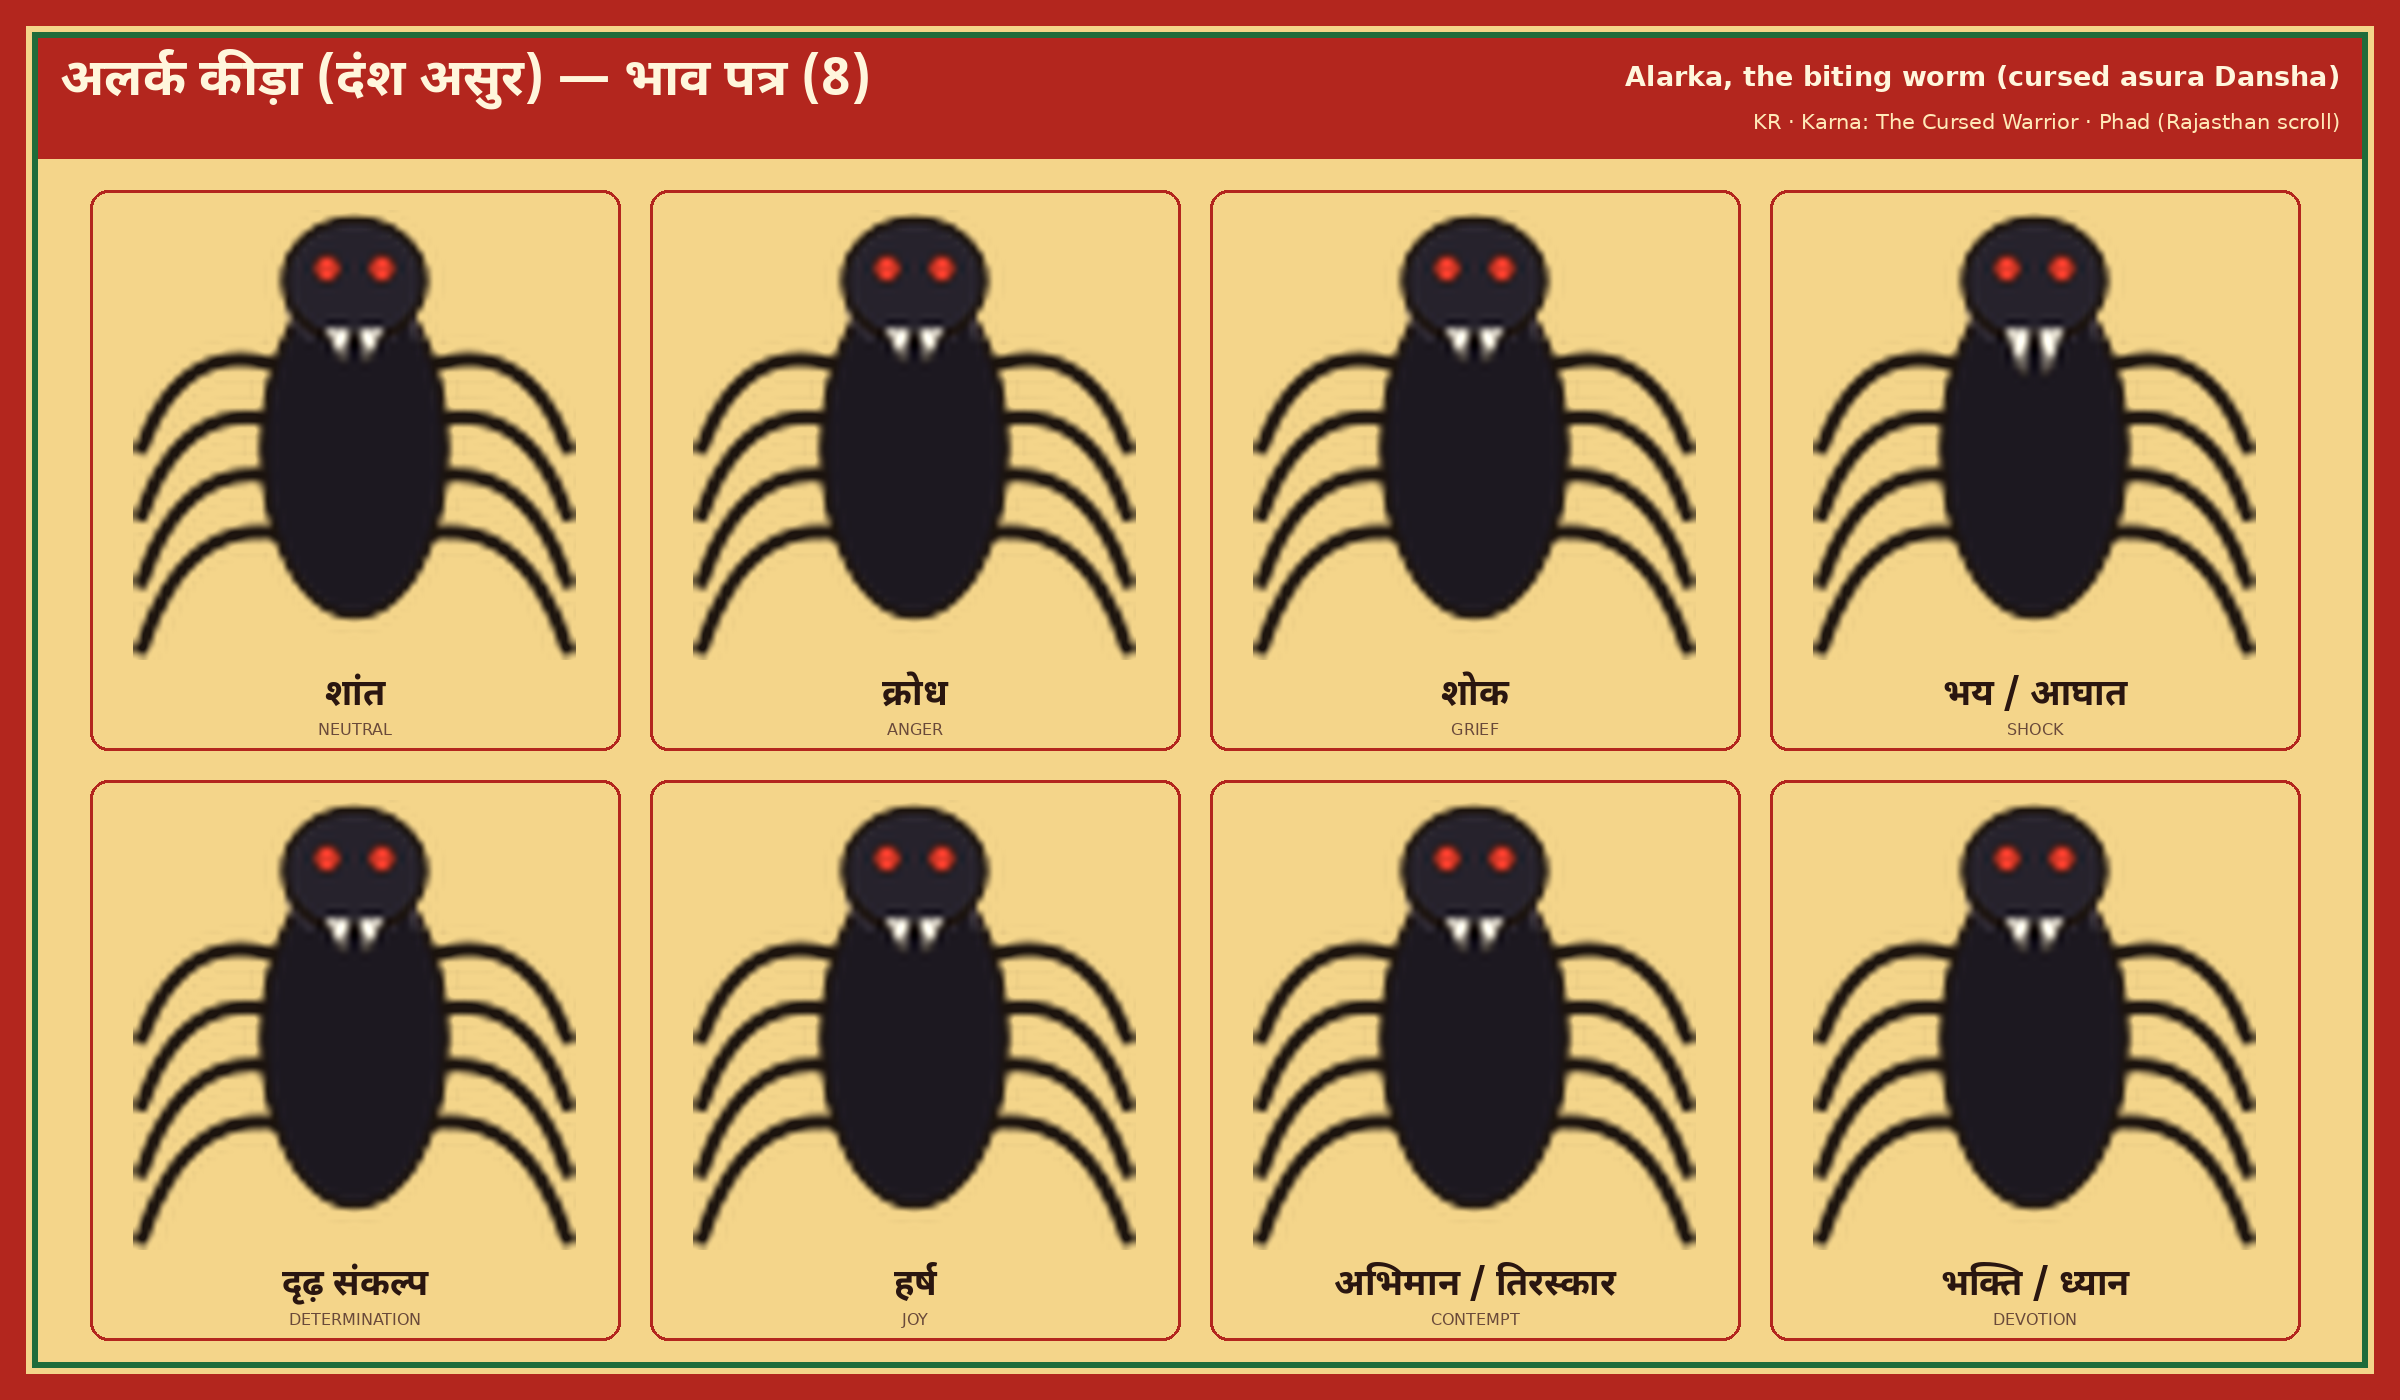 अलर्क कीड़ा (दंश असुर) — भाव पत्र (8)
Alarka, the biting worm (cursed asura Dansha)
KR · Karna: The Cursed Warrior · Phad (Rajasthan scroll)
शांत
NEUTRAL
क्रोध
ANGER
शोक
GRIEF
भय / आघात
SHOCK
दृढ़ संकल्प
DETERMINATION
हर्ष
JOY
अभिमान / तिरस्कार
CONTEMPT
भक्ति / ध्यान
DEVOTION